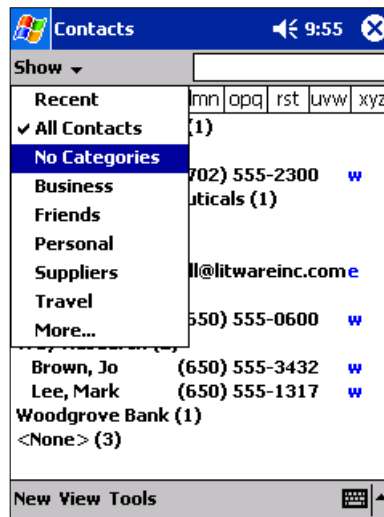 Contacts 9:55
Show
lmn opq rst uvw xyz
Recent
✓ All Contacts (1)
No Categories
Business 702) 555-2300 w
Friends uticals (1)
Personal
Suppliers ll@litwareinc.com e
Travel
More... 650) 555-0600 w
Brown, Jo (650) 555-3432 w
Lee, Mark (650) 555-1317 w
Woodgrove Bank (1)
<None> (3)
New View Tools